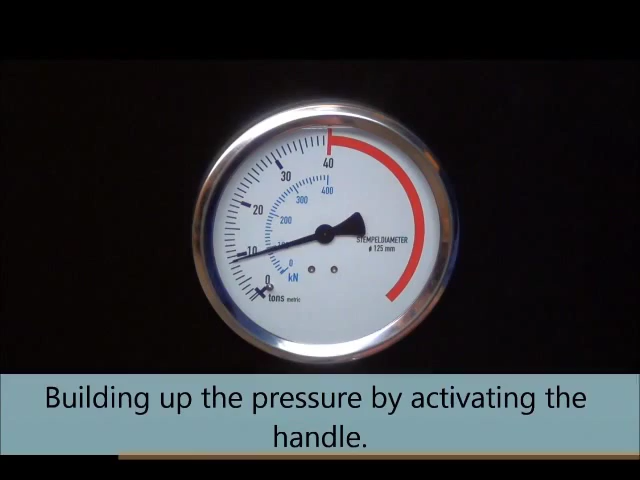 40
30
400
300
20
200
STEMPELDIAMETER
ø 125 mm
10
100
0
kN
0
tons metric
Building up the pressure by activating the
handle.